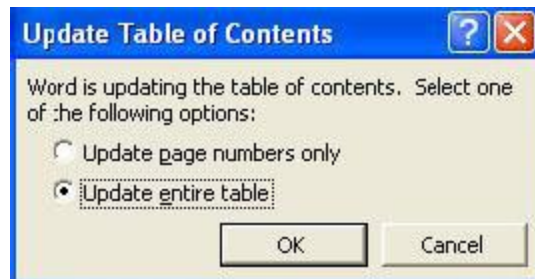 Update Table of Contents
Word is updating the table of contents. Select one
of the following options:
Update page numbers only
Update entire table
OK
Cancel